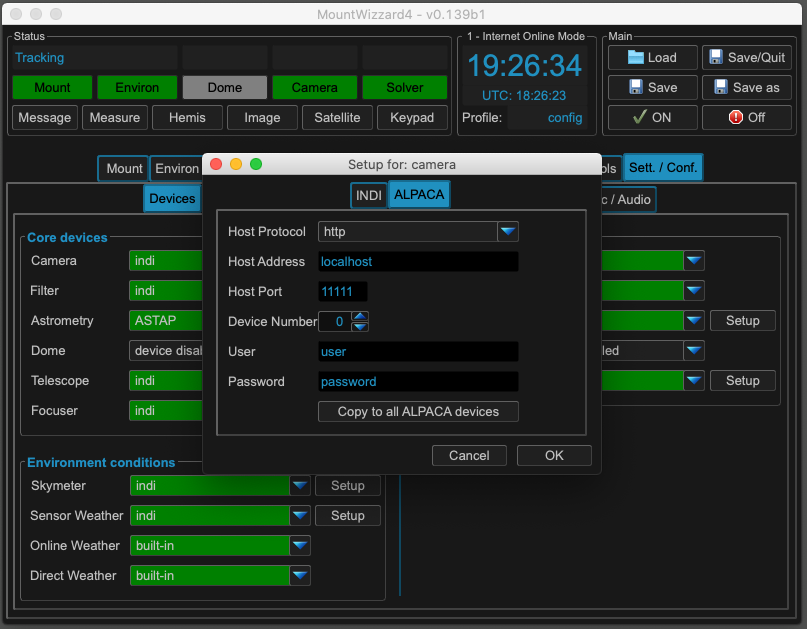 MountWizzard4 - v0.139b1
Status
Tracking
Mount Environ Dome Camera Solver
Message Measure Hemis Image Satellite Keypad
1 - Internet Online Mode
19:26:34
UTC: 18:26:23
Profile: config
Main
Load Save/Quit
Save Save as
ON Off
Mount Environ Sett. / Conf.
Devices / Audio
Setup for: camera
INDI ALPACA
Host Protocol http
Host Address localhost
Host Port 11111
Device Number 0
User user
Password password
Copy to all ALPACA devices
Cancel OK
Core devices
Camera indi
Filter indi
Astrometry ASTAP Setup
Dome device
Telescope indi Setup
Focuser indi
Environment conditions
Skymeter indi Setup
Sensor Weather indi Setup
Online Weather built-in
Direct Weather built-in